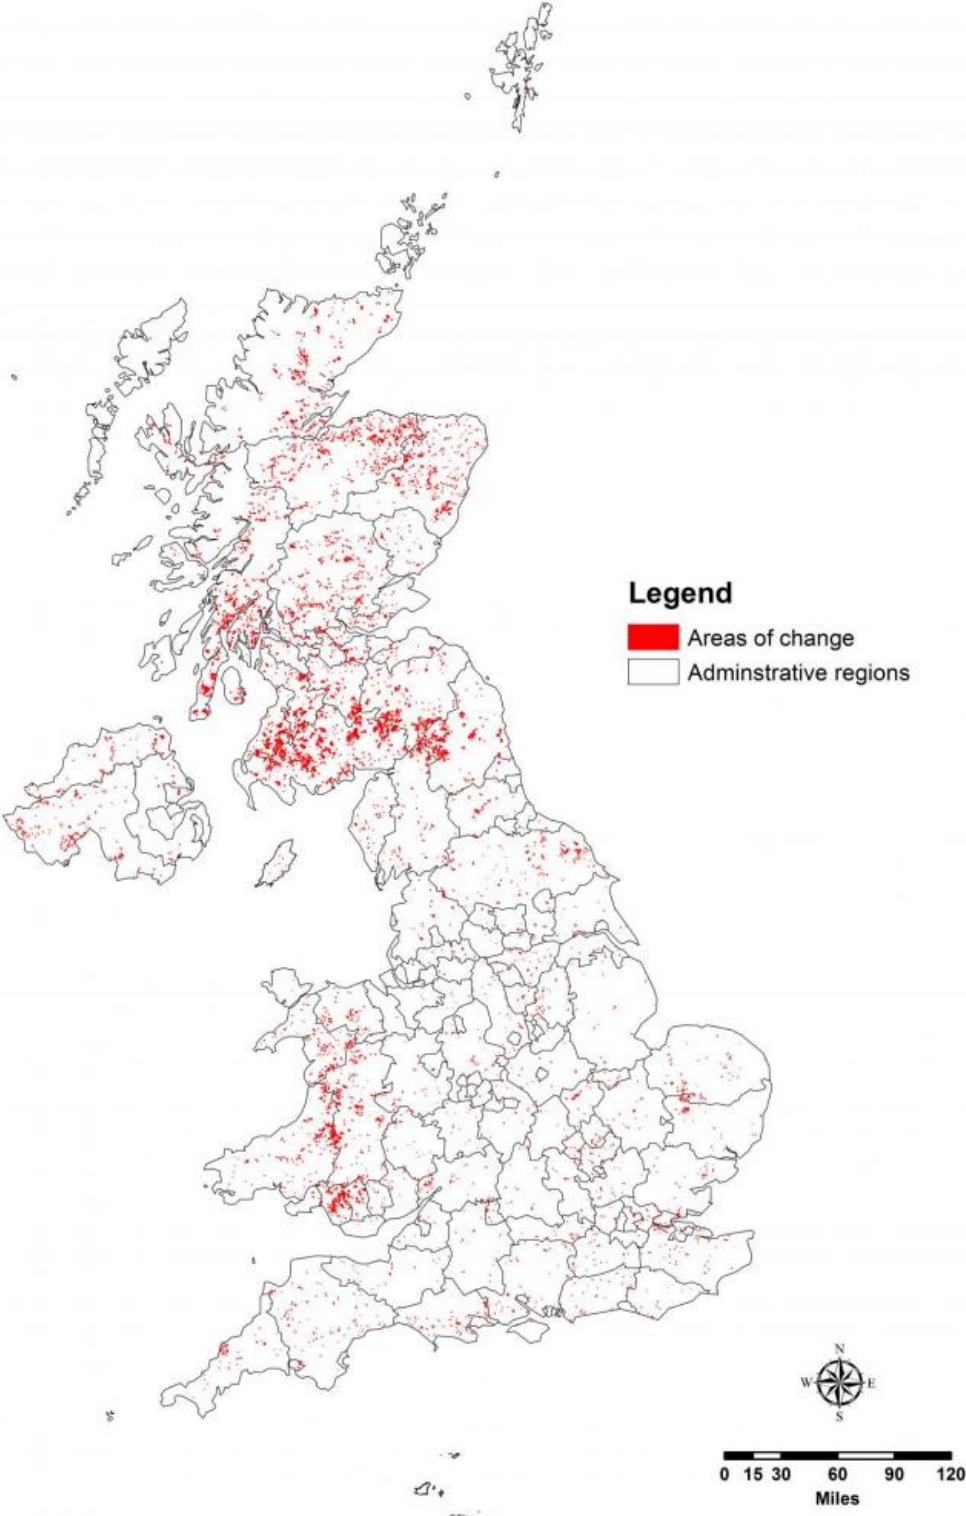 Legend
Areas of change
Adminstrative regions
N
W E
S
0 15 30 60 90 120
Miles